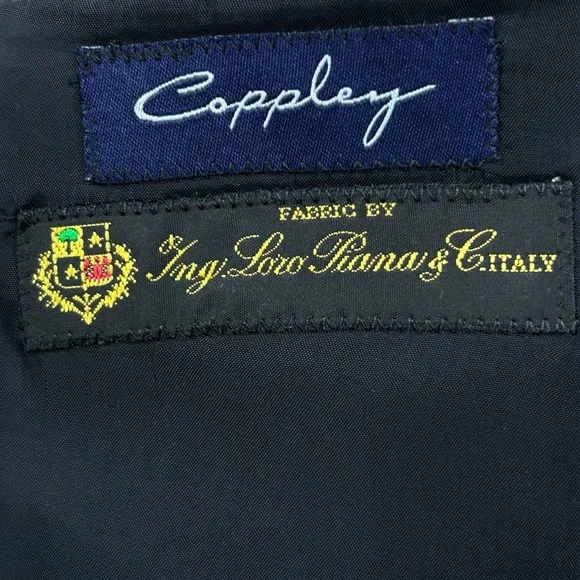 Coppley
FABRIC BY
Ing. Loro Piana & C. ITALY